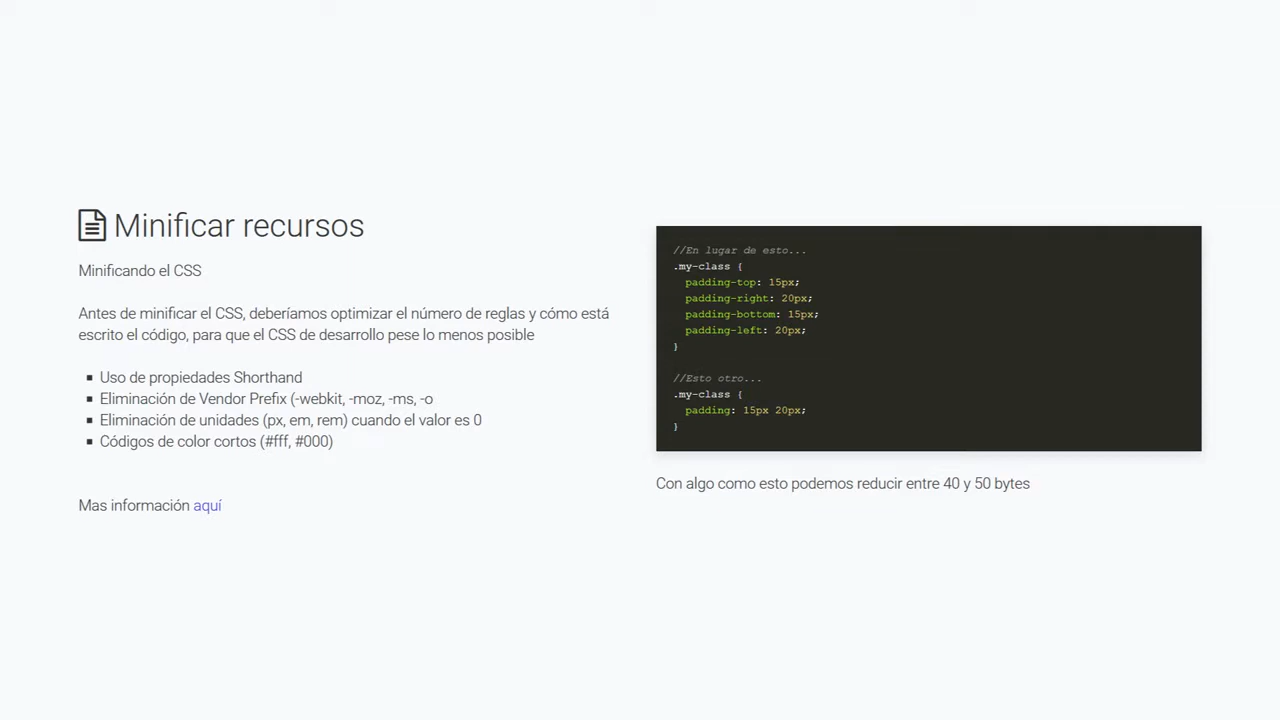 Minificar recursos
Minificando el CSS
Antes de minificar el CSS, deberíamos optimizar el número de reglas y cómo está
escrito el código, para que el CSS de desarrollo pese lo menos posible
Uso de propiedades Shorthand
Eliminación de Vendor Prefix (-webkit, -moz, -ms, -o
Eliminación de unidades (px, em, rem) cuando el valor es 0
Códigos de color cortos (#fff, #000)
Mas información aquí
//En lugar de esto...
.my-class {
padding-top: 15px;
padding-right: 20px;
padding-bottom: 15px;
padding-left: 20px;
}
//Esto otro...
.my-class {
padding: 15px 20px;
}
Con algo como esto podemos reducir entre 40 y 50 bytes